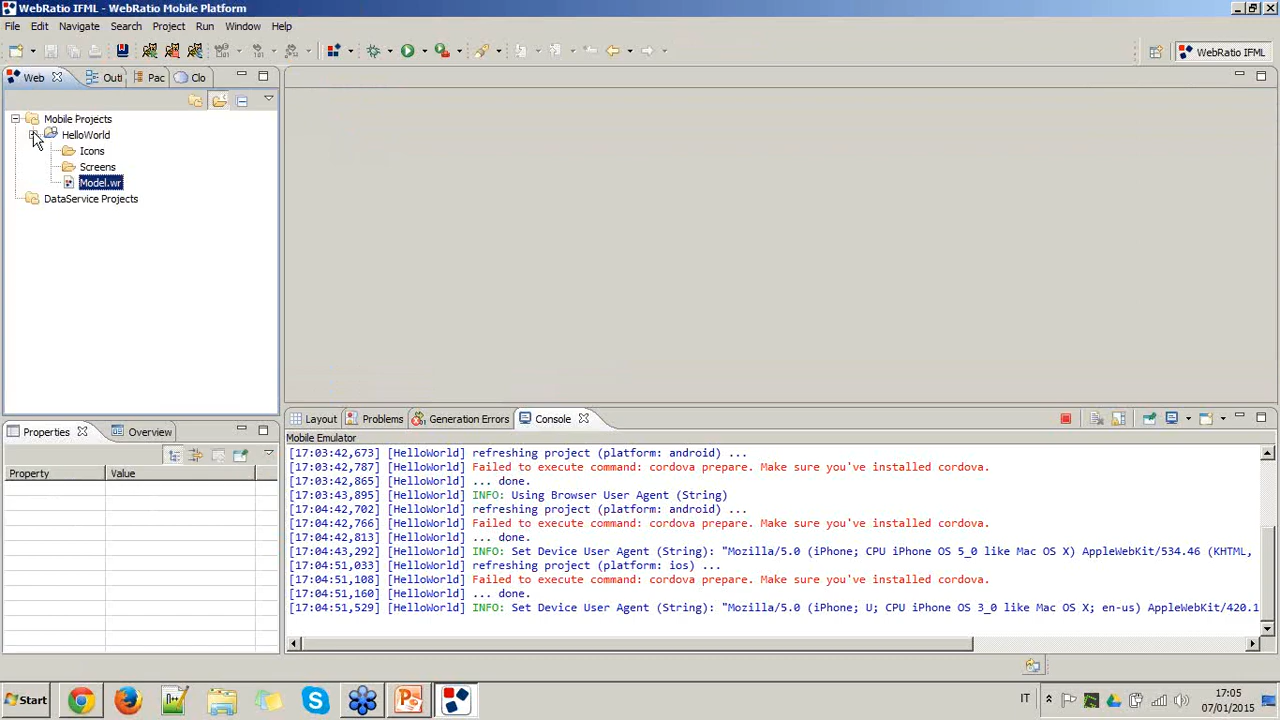 WebRatio IFML - WebRatio Mobile Platform
File Edit Navigate Search Project Run Window Help
WebRatio IFML
Web Outl Pac Clo
Mobile Projects
HelloWorld
Icons
Screens
Model.wr
DataService Projects
Layout Problems Generation Errors Console
Mobile Emulator
[17:03:42,673] [HelloWorld] refreshing project (platform: android) ...
[17:03:42,787] [HelloWorld] Failed to execute command: cordova prepare. Make sure you've installed cordova.
[17:03:42,865] [HelloWorld] ... done.
[17:03:43,895] [HelloWorld] INFO: Using Browser User Agent (String)
[17:04:42,702] [HelloWorld] refreshing project (platform: android) ...
[17:04:42,766] [HelloWorld] Failed to execute command: cordova prepare. Make sure you've installed cordova.
[17:04:42,813] [HelloWorld] ... done.
[17:04:43,292] [HelloWorld] INFO: Set Device User Agent (String): "Mozilla/5.0 (iPhone; CPU iPhone OS 5_0 like Mac OS X) AppleWebKit/534.46 (KHTML,
[17:04:51,033] [HelloWorld] refreshing project (platform: ios) ...
[17:04:51,108] [HelloWorld] Failed to execute command: cordova prepare. Make sure you've installed cordova.
[17:04:51,160] [HelloWorld] ... done.
[17:04:51,529] [HelloWorld] INFO: Set Device User Agent (String): "Mozilla/5.0 (iPhone; U; CPU iPhone OS 3_0 like Mac OS X; en-us) AppleWebKit/420.1
Properties Overview
Property Value
Start
IT
17:05
07/01/2015